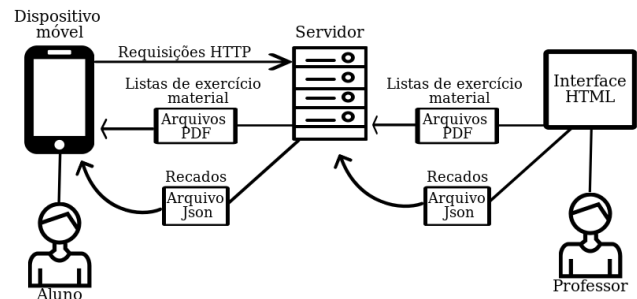 Dispositivo
móvel
Requisições HTTP
Servidor
Listas de exercício
material
Arquivos
PDF
Listas de exercício
material
Arquivos
PDF
Interface
HTML
Recados
Arquivo
Json
Recados
Arquivo
Json
Aluno
Professor